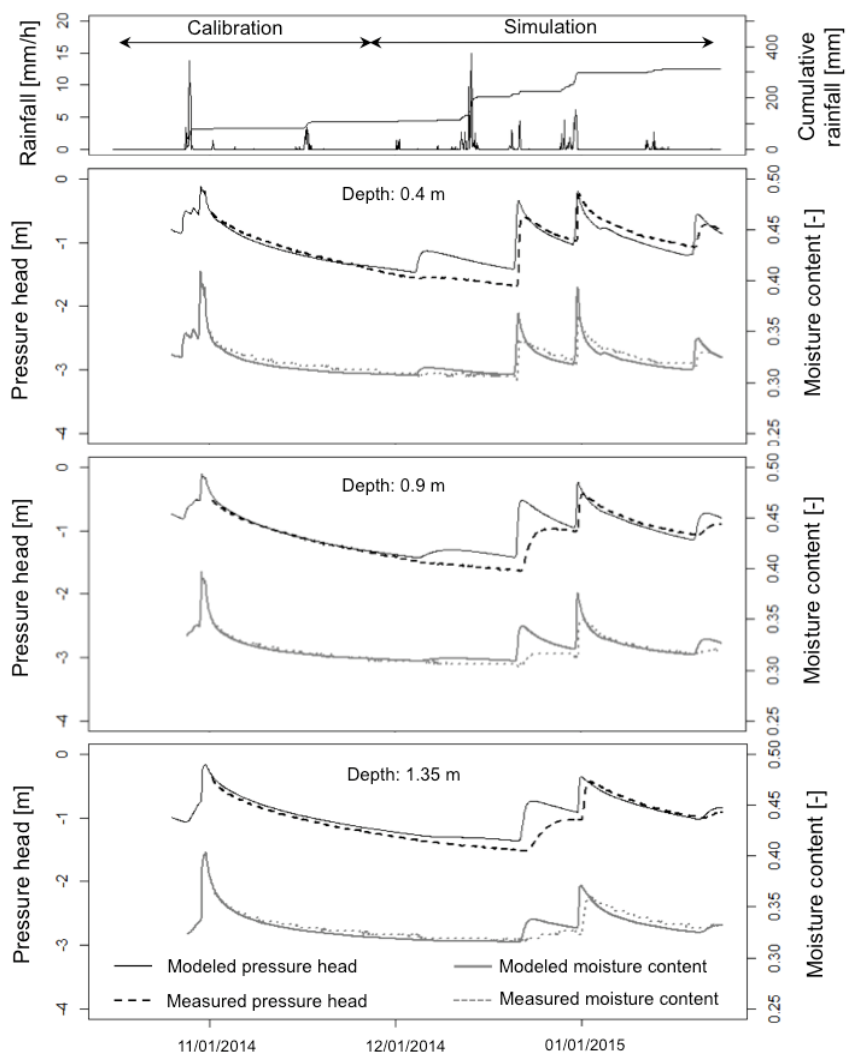 Calibration
Simulation
Rainfall [mm/h]
20
15
10
5
0
400
300
200
100
0
Cumulative
rainfall [mm]
Depth: 0.4 m
Pressure head [m]
0
-1
-2
-3
-4
0.50
0.45
0.40
0.35
0.30
0.25
Moisture content [-]
Depth: 0.9 m
Pressure head [m]
0
-1
-2
-3
-4
0.50
0.45
0.40
0.35
0.30
0.25
Moisture content [-]
Depth: 1.35 m
Pressure head [m]
0
-1
-2
-3
-4
0.50
0.45
0.40
0.35
0.30
0.25
Moisture content [-]
Modeled pressure head
Modeled moisture content
Measured pressure head
Measured moisture content
11/01/2014
12/01/2014
01/01/2015